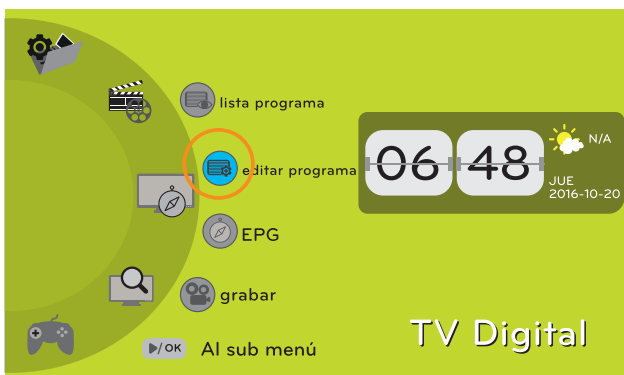 lista programa
editar programa
EPG
grabar
▶/OK Al sub menú
06 48
N/A
JUE
2016-10-20
TV Digital